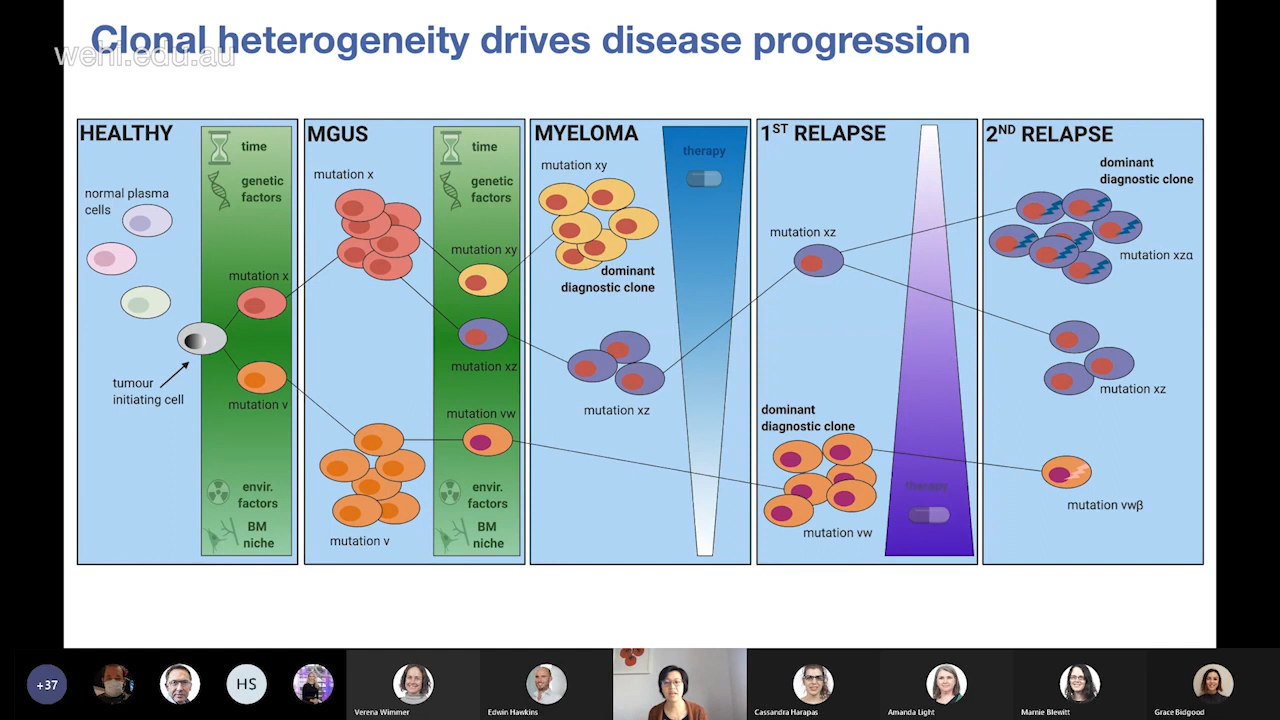 Clonal heterogeneity drives disease progression
wehi.edu.au
HEALTHY
time
genetic
factors
normal plasma
cells
mutation x
tumour
initiating cell
mutation v
envir.
factors
BM
niche
MGUS
mutation x
time
genetic
factors
mutation xy
mutation xz
mutation vw
mutation v
envir.
factors
BM
niche
MYELOMA
mutation xy
dominant
diagnostic clone
mutation xz
therapy
1ST RELAPSE
mutation xz
dominant
diagnostic clone
mutation vw
therapy
2ND RELAPSE
dominant
diagnostic clone
mutation xzα
mutation xz
mutation vwβ
+37
HS
Verena Wimmer
Edwin Hawkins
Cassandra Harapas
Amanda Light
Marnie Blewitt
Grace Bidgood